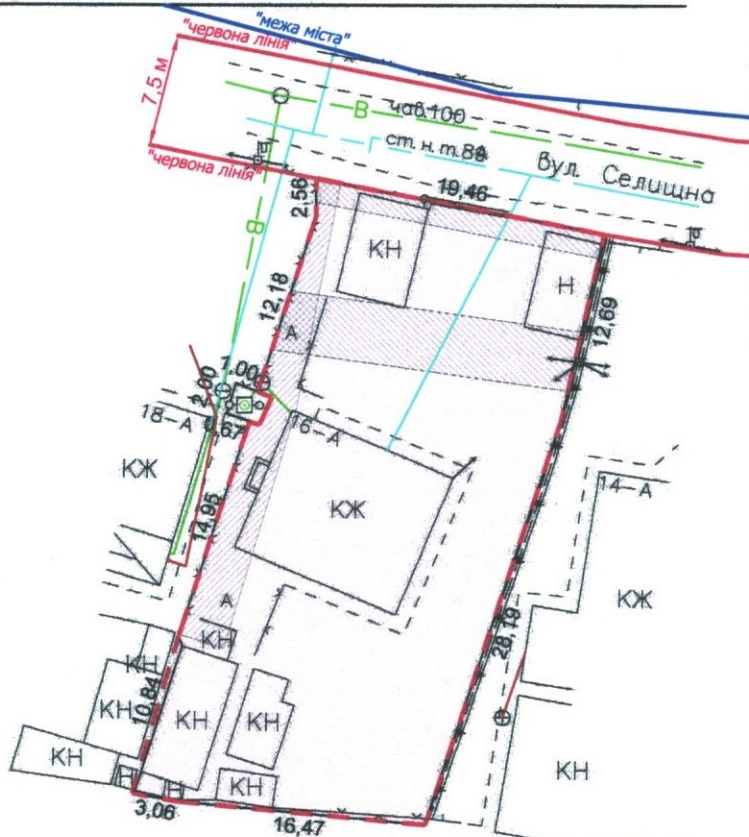 "межа міста"
"червона лінія"
7,5 м
В
чав.100
ст. н. т.89
"червона лінія"
вул. Селищна
2,56
19,46
В
КН
Н
12,18
12,69
А
1,00
2,00
18-А
0,67
16-А
14-А
КЖ
КЖ
14,95
А
КЖ
28,19
КН
КН
10,84
КН
КН
КН
КН
Н
Н
КН
КН
3,06
16,47